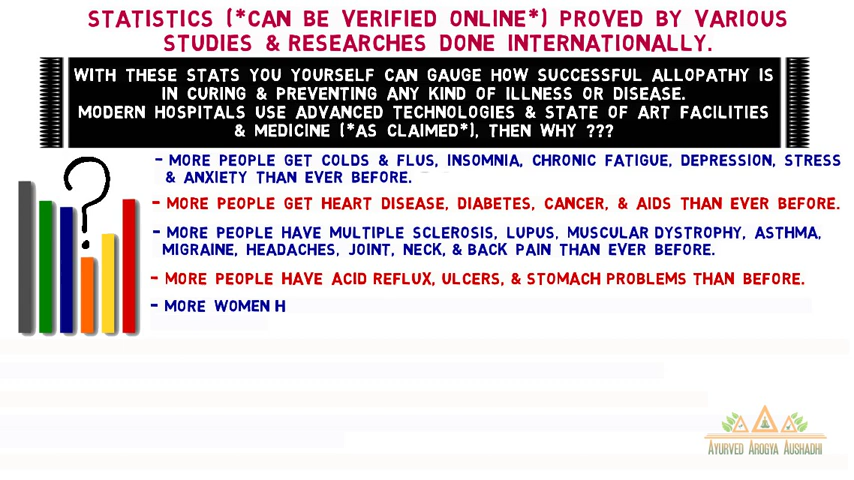 STATISTICS (*CAN BE VERIFIED ONLINE*) PROVED BY VARIOUS
STUDIES & RESEARCHES DONE INTERNATIONALLY.
WITH THESE STATS YOU YOURSELF CAN GAUGE HOW SUCCESSFUL ALLOPATHY IS
IN CURING & PREVENTING ANY KIND OF ILLNESS OR DISEASE.
MODERN HOSPITALS USE ADVANCED TECHNOLOGIES & STATE OF ART FACILITIES
& MEDICINE (*AS CLAIMED*), THEN WHY ???
- MORE PEOPLE GET COLDS & FLUS, INSOMNIA, CHRONIC FATIGUE, DEPRESSION, STRESS
& ANXIETY THAN EVER BEFORE.
- MORE PEOPLE GET HEART DISEASE, DIABETES, CANCER, & AIDS THAN EVER BEFORE.
- MORE PEOPLE HAVE MULTIPLE SCLEROSIS, LUPUS, MUSCULAR DYSTROPHY, ASTHMA,
MIGRAINE, HEADACHES, JOINT, NECK, & BACK PAIN THAN EVER BEFORE.
- MORE PEOPLE HAVE ACID REFLUX, ULCERS, & STOMACH PROBLEMS THAN BEFORE.
- MORE WOMEN H
?
AYURVED AROGYA AUSHADHI